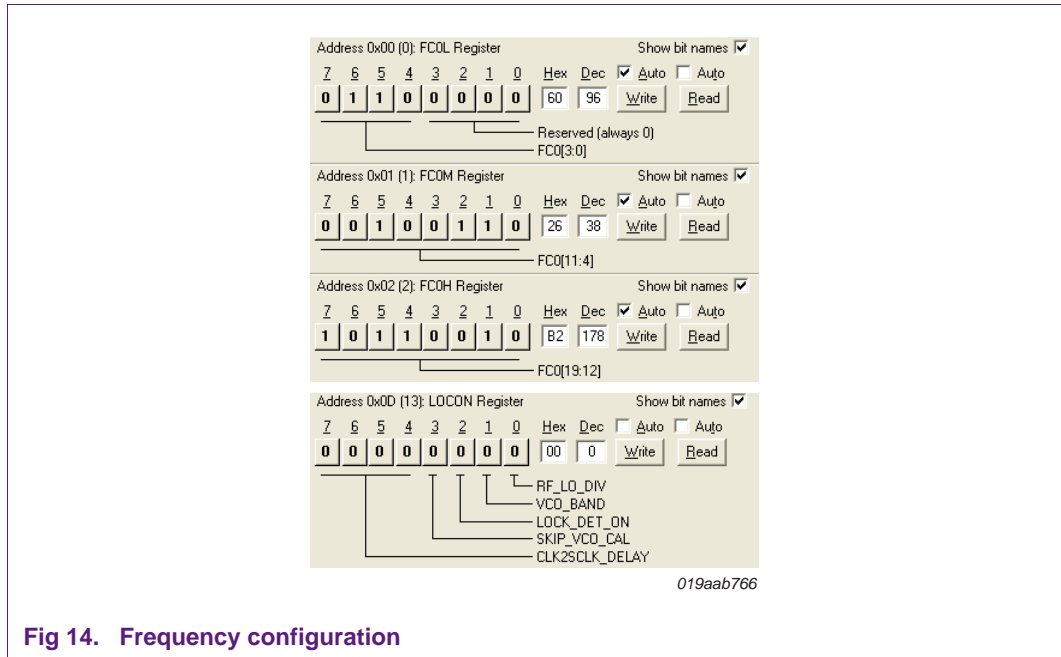 Address 0x00 (0): FC0L Register Show bit names
7 6 5 4 3 2 1 0 Hex Dec Auto Auto
0 1 1 0 0 0 0 0 60 96 Write Read
Reserved (always 0)
FC0[3:0]
Address 0x01 (1): FC0M Register Show bit names
7 6 5 4 3 2 1 0 Hex Dec Auto Auto
0 0 1 0 0 1 1 0 26 38 Write Read
FC0[11:4]
Address 0x02 (2): FC0H Register Show bit names
7 6 5 4 3 2 1 0 Hex Dec Auto Auto
1 0 1 1 0 0 1 0 B2 178 Write Read
FC0[19:12]
Address 0x0D (13): LOCON Register Show bit names
7 6 5 4 3 2 1 0 Hex Dec Auto Auto
0 0 0 0 0 0 0 0 00 0 Write Read
RF_LO_DIV
VCO_BAND
LOCK_DET_ON
SKIP_VCO_CAL
CLK2SCLK_DELAY
019aab766
Fig 14. Frequency configuration